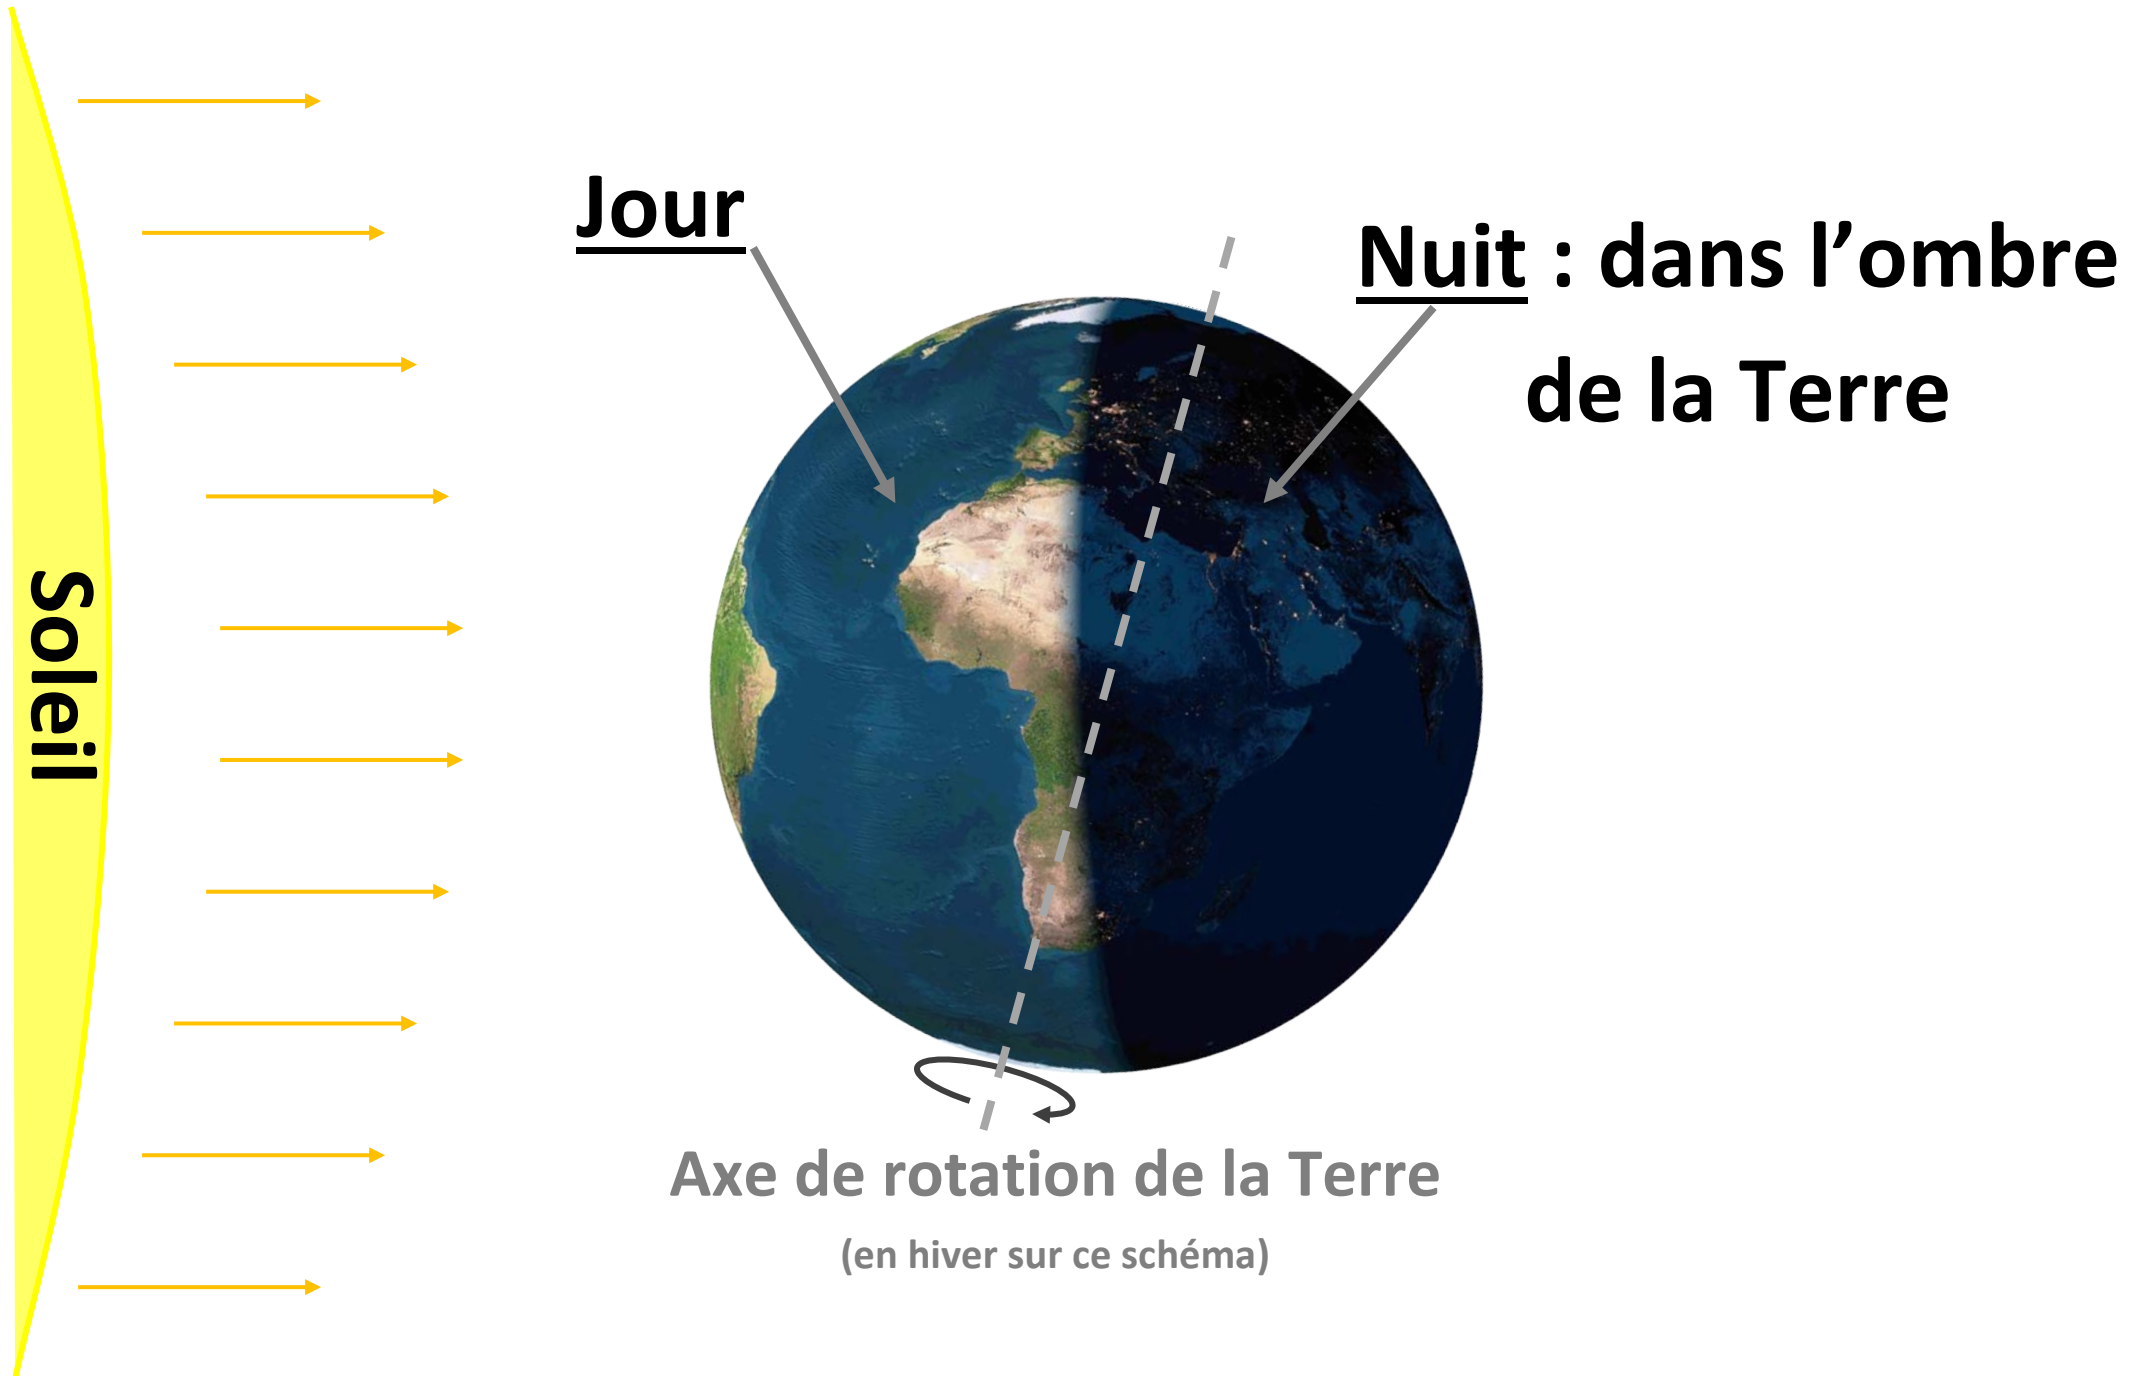 Soleil
Jour
Nuit : dans l’ombre
de la Terre
Axe de rotation de la Terre
(en hiver sur ce schéma)